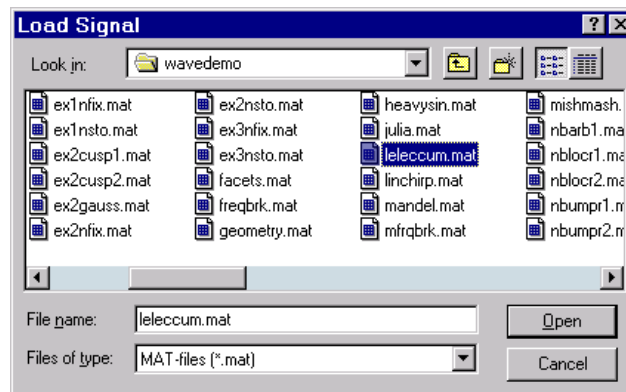 Load Signal
Look in: wavedemo
ex1nfix.mat ex2nsto.mat heavysin.mat mishmash.
ex1nsto.mat ex3nfix.mat julia.mat nbarb1.ma
ex2cusp1.mat ex3nsto.mat leleccum.mat nblocr1.ma
ex2cusp2.mat facets.mat linchirp.mat nblocr2.ma
ex2gauss.mat freqbrk.mat mandel.mat nbumpr1.m
ex2nfix.mat geometry.mat mfrqbrk.mat nbumpr2.m
File name: leleccum.mat Open
Files of type: MAT-files (*.mat) Cancel